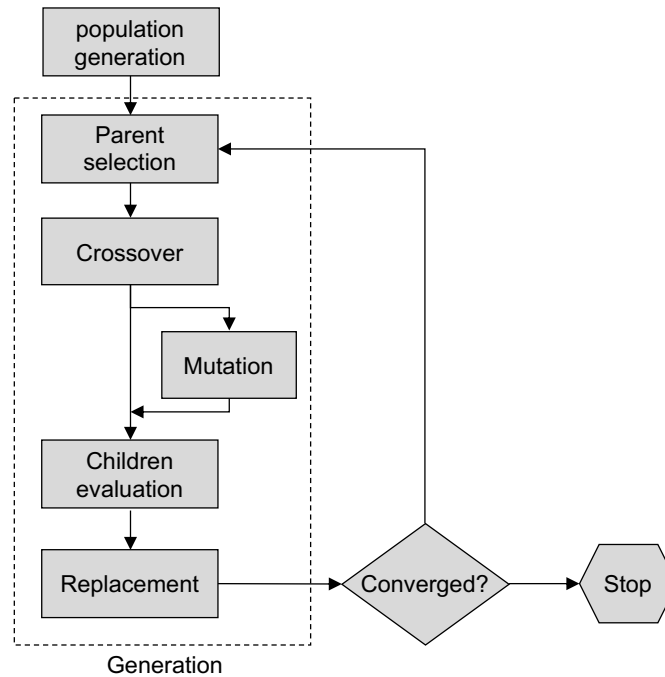 population
generation
Parent
selection
Crossover
Mutation
Children
evaluation
Replacement
Converged?
Stop
Generation